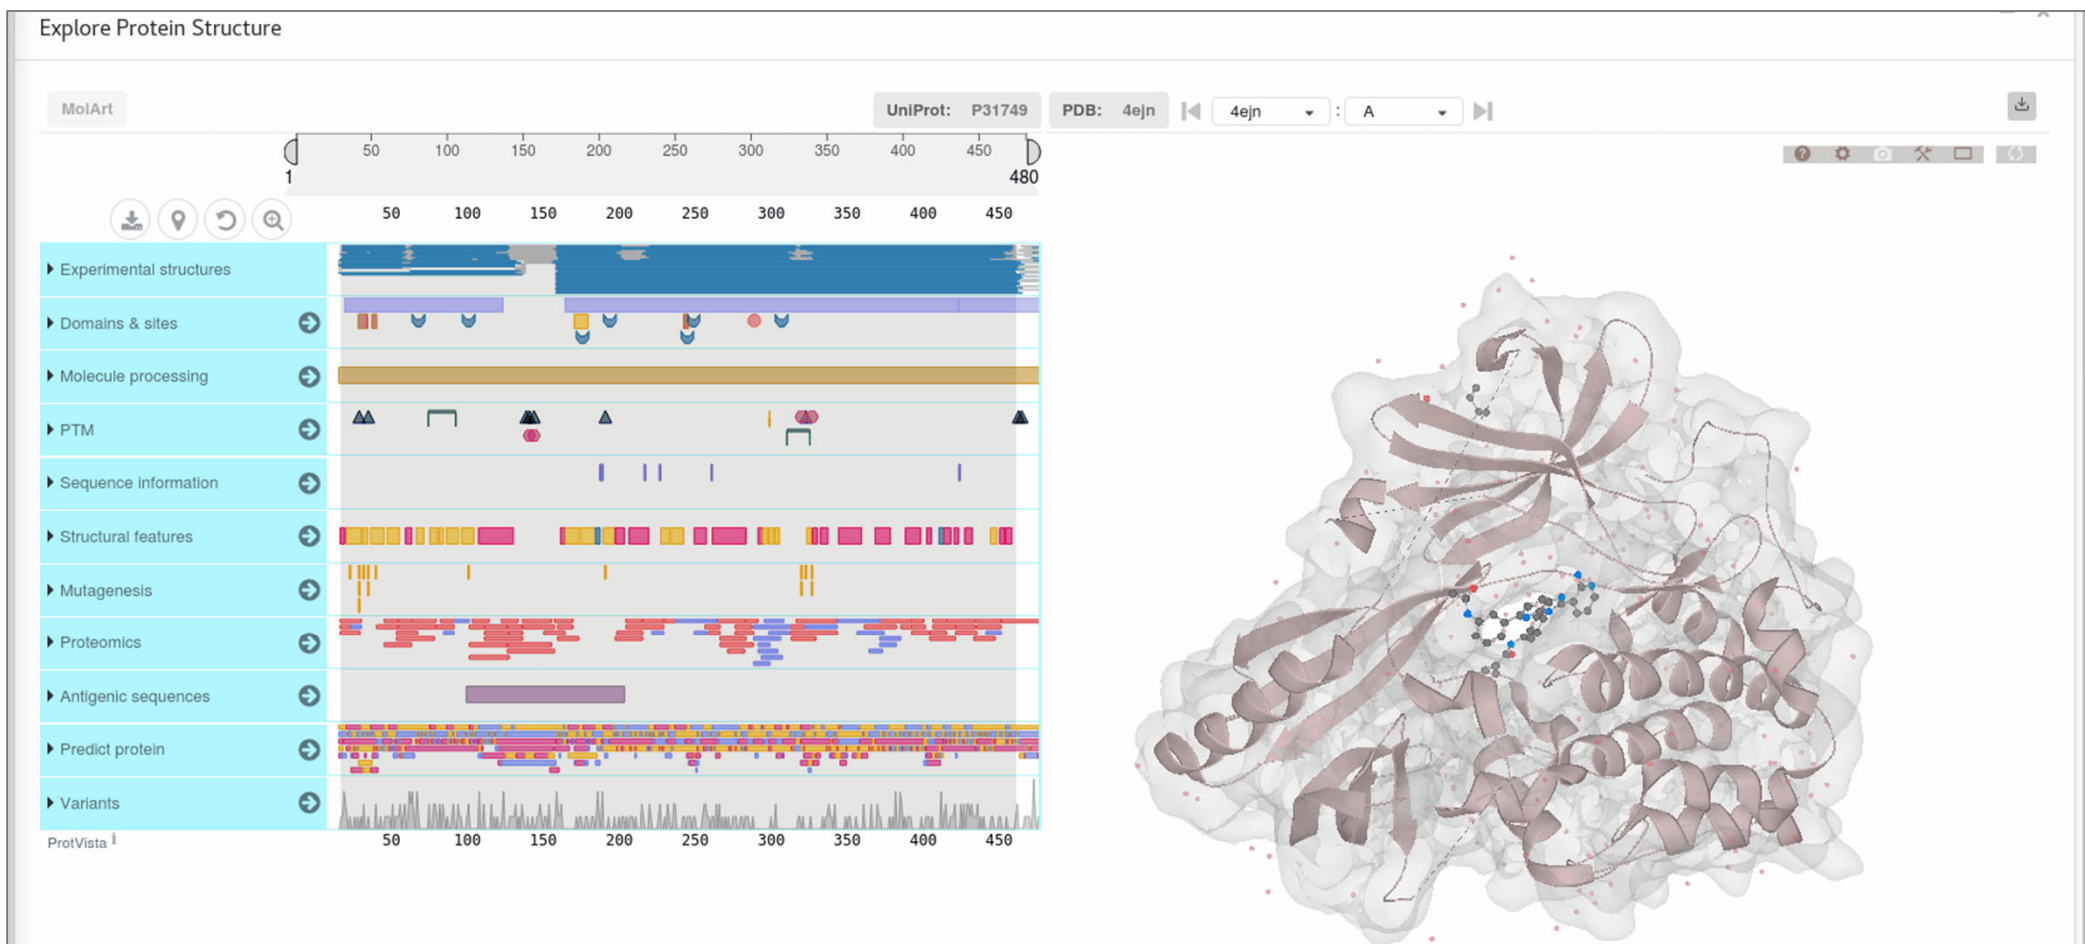 Explore Protein Structure
MolArt
UniProt: P31749
PDB: 4ejn
4ejn : A
50 100 150 200 250 300 350 400 450
1 480
50 100 150 200 250 300 350 400 450
Experimental structures
Domains & sites
Molecule processing
PTM
Sequence information
Structural features
Mutagenesis
Proteomics
Antigenic sequences
Predict protein
Variants
50 100 150 200 250 300 350 400 450
ProtVista i